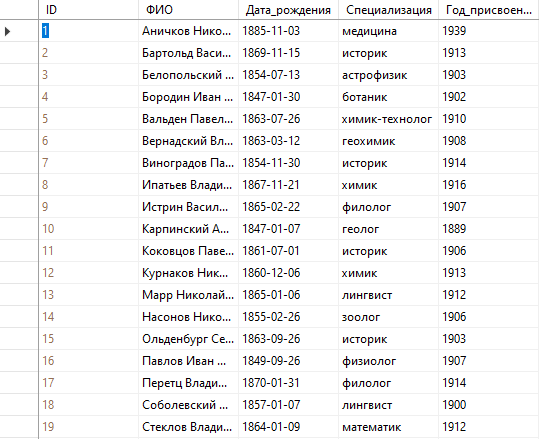 ID ФИО Дата_рождения Специализация Год_присвоен...
1 Аничков Нико... 1885-11-03 медицина 1939
2 Бартольд Васи... 1869-11-15 историк 1913
3 Белопольский ... 1854-07-13 астрофизик 1903
4 Бородин Иван ... 1847-01-30 ботаник 1902
5 Вальден Павел... 1863-07-26 химик-технолог 1910
6 Вернадский Вл... 1863-03-12 геохимик 1908
7 Виноградов Па... 1854-11-30 историк 1914
8 Ипатьев Влади... 1867-11-21 химик 1916
9 Истрин Васил... 1865-02-22 филолог 1907
10 Карпинский А... 1847-01-07 геолог 1889
11 Коковцов Паве... 1861-07-01 историк 1906
12 Курнаков Ник... 1860-12-06 химик 1913
13 Марр Николай... 1865-01-06 лингвист 1912
14 Насонов Нико... 1855-02-26 зоолог 1906
15 Ольденбург Се... 1863-09-26 историк 1903
16 Павлов Иван ... 1849-09-26 физиолог 1907
17 Перетц Влади... 1870-01-31 филолог 1914
18 Соболевский ... 1857-01-07 лингвист 1900
19 Стеклов Влади... 1864-01-09 математик 1912